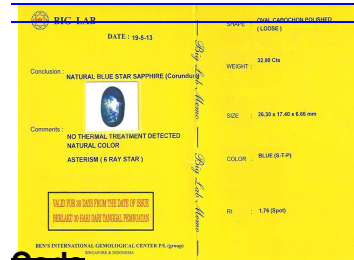 BIG LAB
DATE : 19-5-13
Conclusion :
NATURAL BLUE STAR SAPPHIRE (Corundum
Comments :
NO THERMAL TREATMENT DETECTED
NATURAL COLOR
ASTERISM ( 6 RAY STAR )
VALID FOR 30 DAYS FROM THE DATE OF ISSUE
BERLAKU 30 HARI DARI TANGGAL PEMBUATAN
BEN'S INTERNATIONAL GEMOLOGICAL CENTER P/L (group)
SINGAPORE & INDONESIA
Big Lab Memo
Big Lab Memo
SHAPE : OVAL CABOCHON POLISHED
( LOOSE )
WEIGHT : 32.90 Cts
SIZE : 26.30 x 17.40 x 6.66 mm
COLOR : BLUE (S-T-P)
RI : 1.76 (Spot)